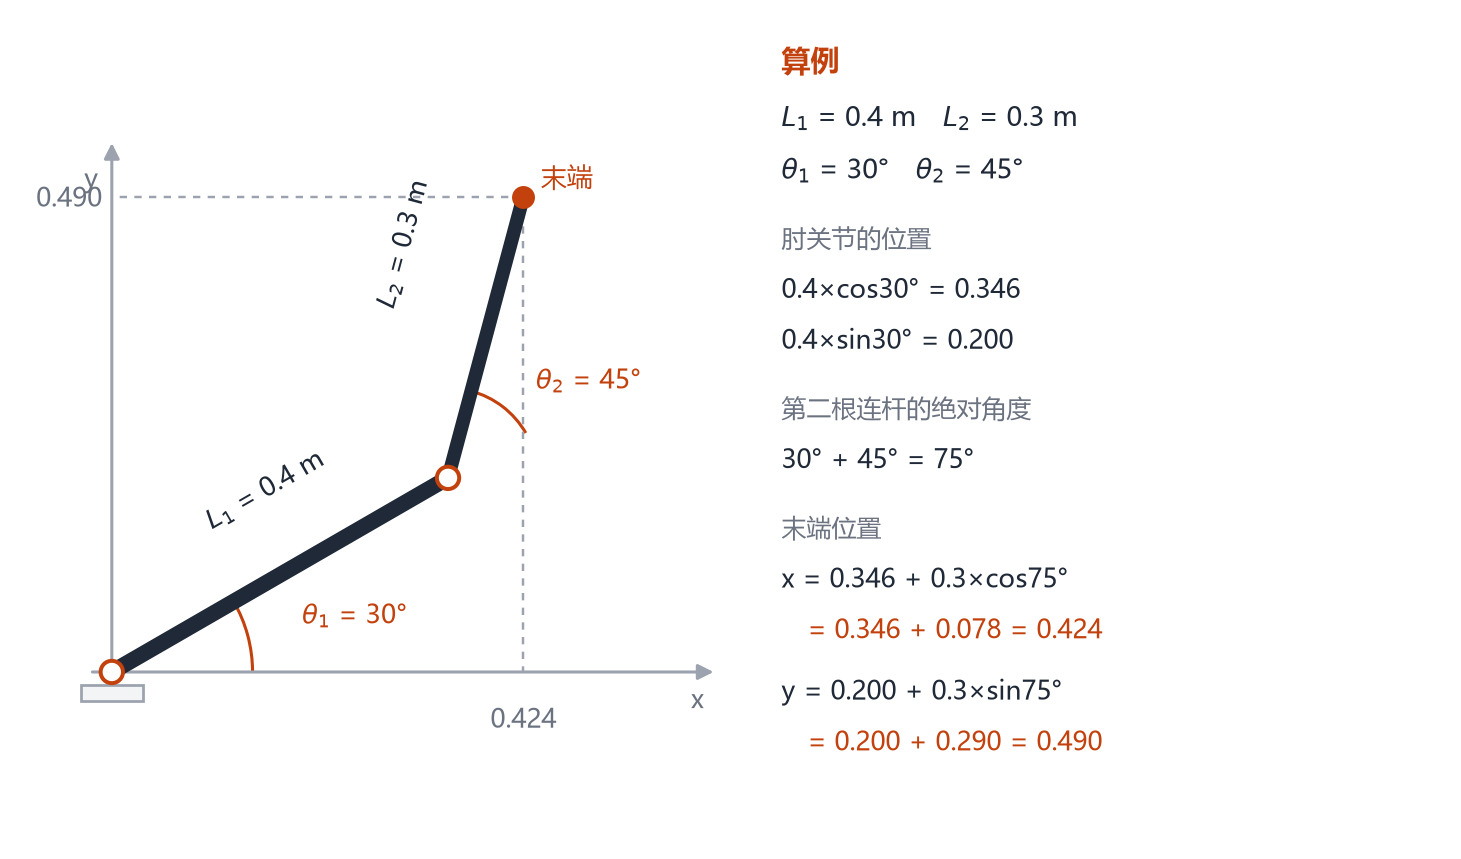 算例
L₁ = 0.4 m L₂ = 0.3 m
θ₁ = 30° θ₂ = 45°
肘关节的位置
0.4×cos30° = 0.346
0.4×sin30° = 0.200
第二根连杆的绝对角度
30° + 45° = 75°
末端位置
x = 0.346 + 0.3×cos75°
= 0.346 + 0.078 = 0.424
y = 0.200 + 0.3×sin75°
= 0.200 + 0.290 = 0.490
y
0.490
末端
L₂ = 0.3 m
θ₂ = 45°
L₁ = 0.4 m
θ₁ = 30°
x
0.424